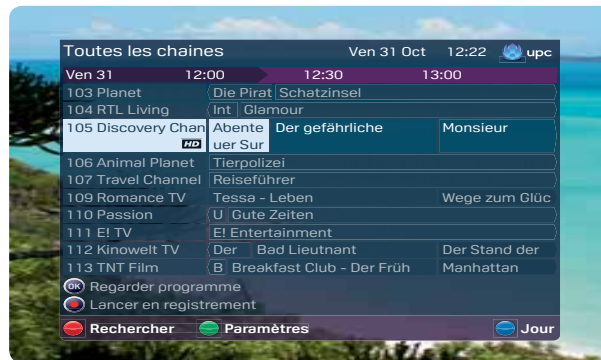 Toutes les chaines Ven 31 Oct 12:22 upc
Ven 31 12:00 12:30 13:00
103 Planet Die Pirat Schatzinsel
104 RTL Living Int Glamour
105 Discovery Chan HD Abente uer Sur Der gefährliche Monsieur
106 Animal Planet Tierpolizei
107 Travel Channel Reiseführer
109 Romance TV Tessa - Leben Wege zum Glüc
110 Passion U Gute Zeiten
111 E! TV E! Entertainment
112 Kinowelt TV Der Bad Lieutnant Der Stand der
113 TNT Film B Breakfast Club - Der Früh Manhattan
OK Regarder programme
Lancer en registrement
Rechercher Paramètres Jour